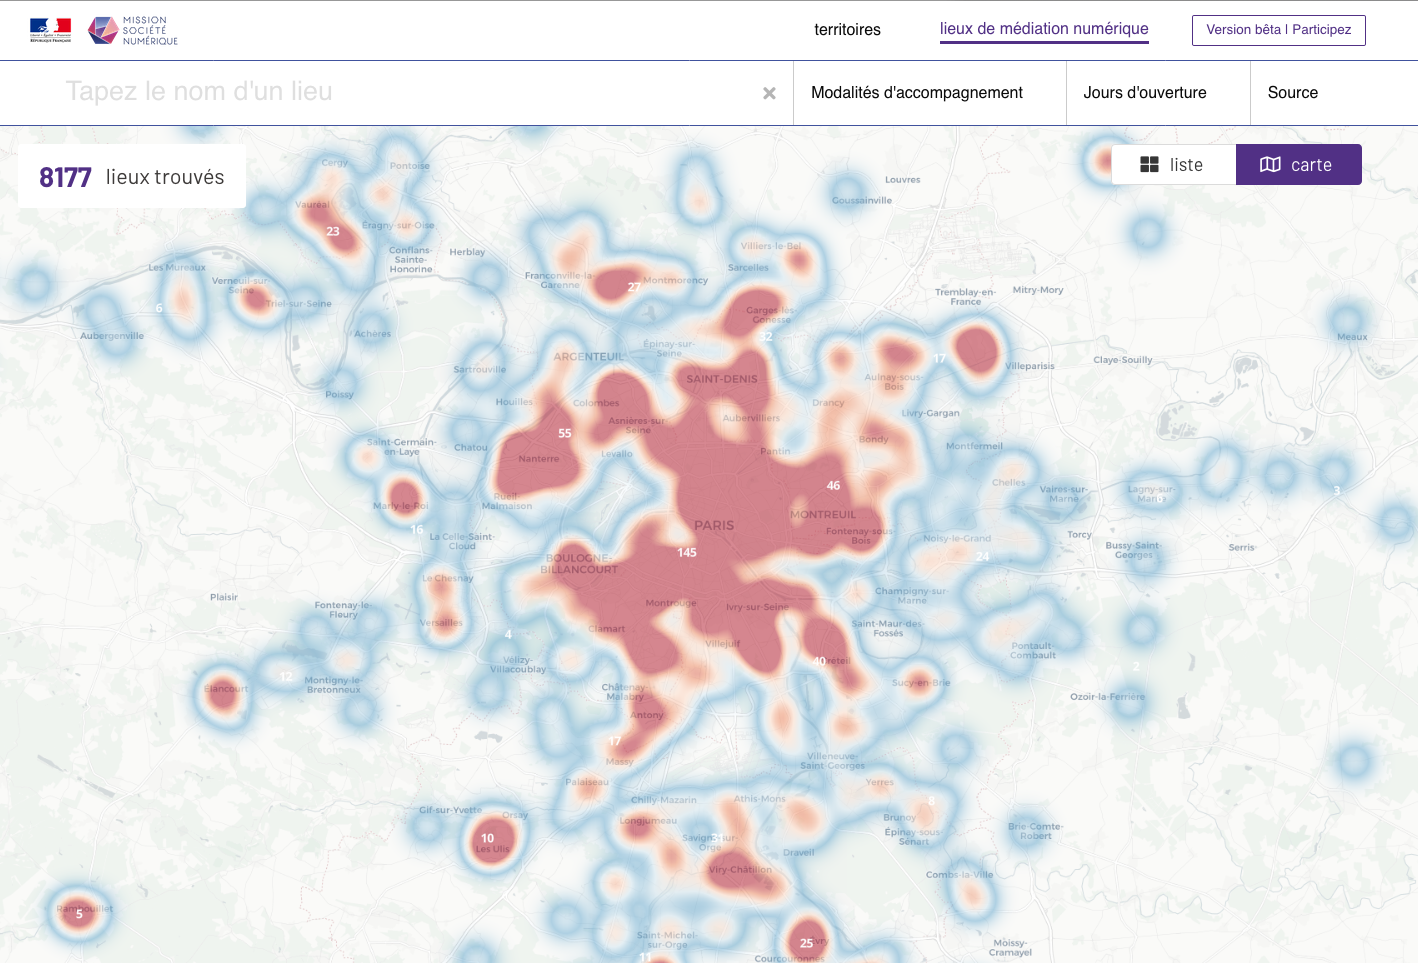 MISSION
SOCIÉTÉ
NUMÉRIQUE
RÉPUBLIQUE FRANÇAISE
territoires
lieux de médiation numérique
Version bêta | Participez
Tapez le nom d'un lieu
Modalités d'accompagnement
Jours d'ouverture
Source
8177 lieux trouvés
liste
carte
Cergy
Pontoise
Louvres
Goussainville
Vauréal
23
Éragny-sur-Oise
Conflans-
Sainte-
Honorine
Herblay
Villiers-le-Bel
Sarcelles
Les Mureaux
Verneuil-sur-
Seine
Triel-sur-Seine
6
Franconville-la-
Garenne
27
Montmorency
Tremblay-en-
France
Mitry-Mory
Garges-lès-
Gonesse
32
Aubergenville
Achères
Meaux
Épinay-sur-
Seine
ARGENTEUIL
17
Villeparisis
Claye-Souilly
Sartrouville
SAINT-DENIS
Aulnay-sous-
Bois
Poissy
Houilles
Colombes
Drancy
Livry-Gargan
Asnières-sur-
Seine
Aubervilliers
55
Saint-Germain-
en-Laye
Chatou
Bondy
Montfermeil
Nanterre
Levallo
Pantin
46
Chelles
Vaires-sur-
Marne
Lagny-sur-
Marne
3
Rueil
Malmaison
Marly-le-Roi
16
MONTREUIL
PARIS
Fontenay-sous-
Bois
La Celle-Saint-
Cloud
Noisy-le-Grand
24
Torcy
Bussy-Saint-
Georges
Serris
145
BOULOGNE-
BILLANCOURT
Le Chesnay
Champigny-sur-
Marne
Plaisir
Fontenay-le-
Fleury
Montrouge
Ivry-sur-Seine
Versailles
Clamart
Saint-Maur-des-
Fossés
4
Villejuif
Pontault-
Combault
Vélizy-
Villacoublay
40
Créteil
2
12
Élancourt
Montigny-le-
Bretonneux
Châtenay-
Malabry
Sucy-en-Brie
Ozoir-la-Ferrière
Antony
17
Massy
Villeneuve-
Saint-Georges
Palaiseau
Yerres
Chilly-Mazarin
Athis-Mons
8
Gif-sur-Yvette
Orsay
Longjumeau
Brunoy
Épinay-sous-
Sénart
Brie-Comte-
Robert
10
Les Ulis
Savigny-sur-
Orge
Draveil
Viry-Châtillon
Combs-la-Ville
Rambouillet
5
Saint-Michel-
sur-Orge
25
Évry
Courcouronnes
11
Moissy-
Cramayel